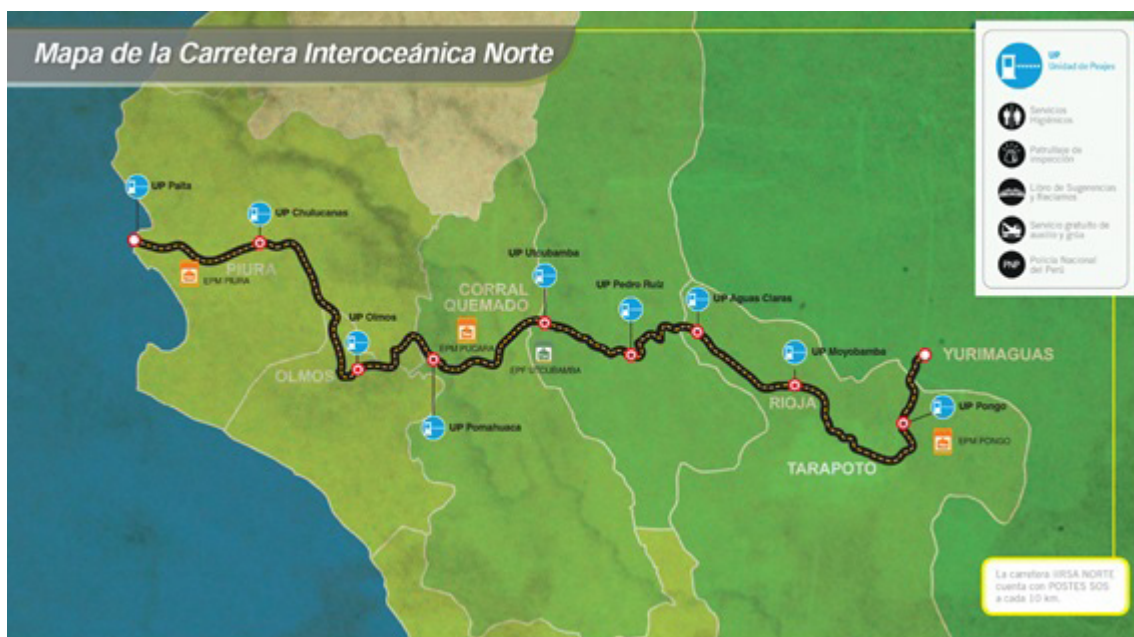 Mapa de la Carretera Interoceánica Norte
UP
Unidad de Peajes
Servicios
Higiénicos
Patrullaje de
inspección
Libro de Sugerencias
y Reclamos
Servicio gratuito de
auxilio y grúa
PNP
Policía Nacional
del Perú
UP Paita
UP Chulucanas
PIURA
EPM PIURA
UP Utcubamba
CORRAL
QUEMADO
UP Pedro Ruiz
UP Aguas Claras
UP Olmos
EPM PUCARA
EPF UTCUBAMBA
UP Moyobamba
YURIMAGUAS
OLMOS
RIOJA
UP Pongo
UP Pomahuaca
EPM PONGO
TARAPOTO
La carretera IIRSA NORTE
cuenta con POSTES SOS
a cada 10 km.